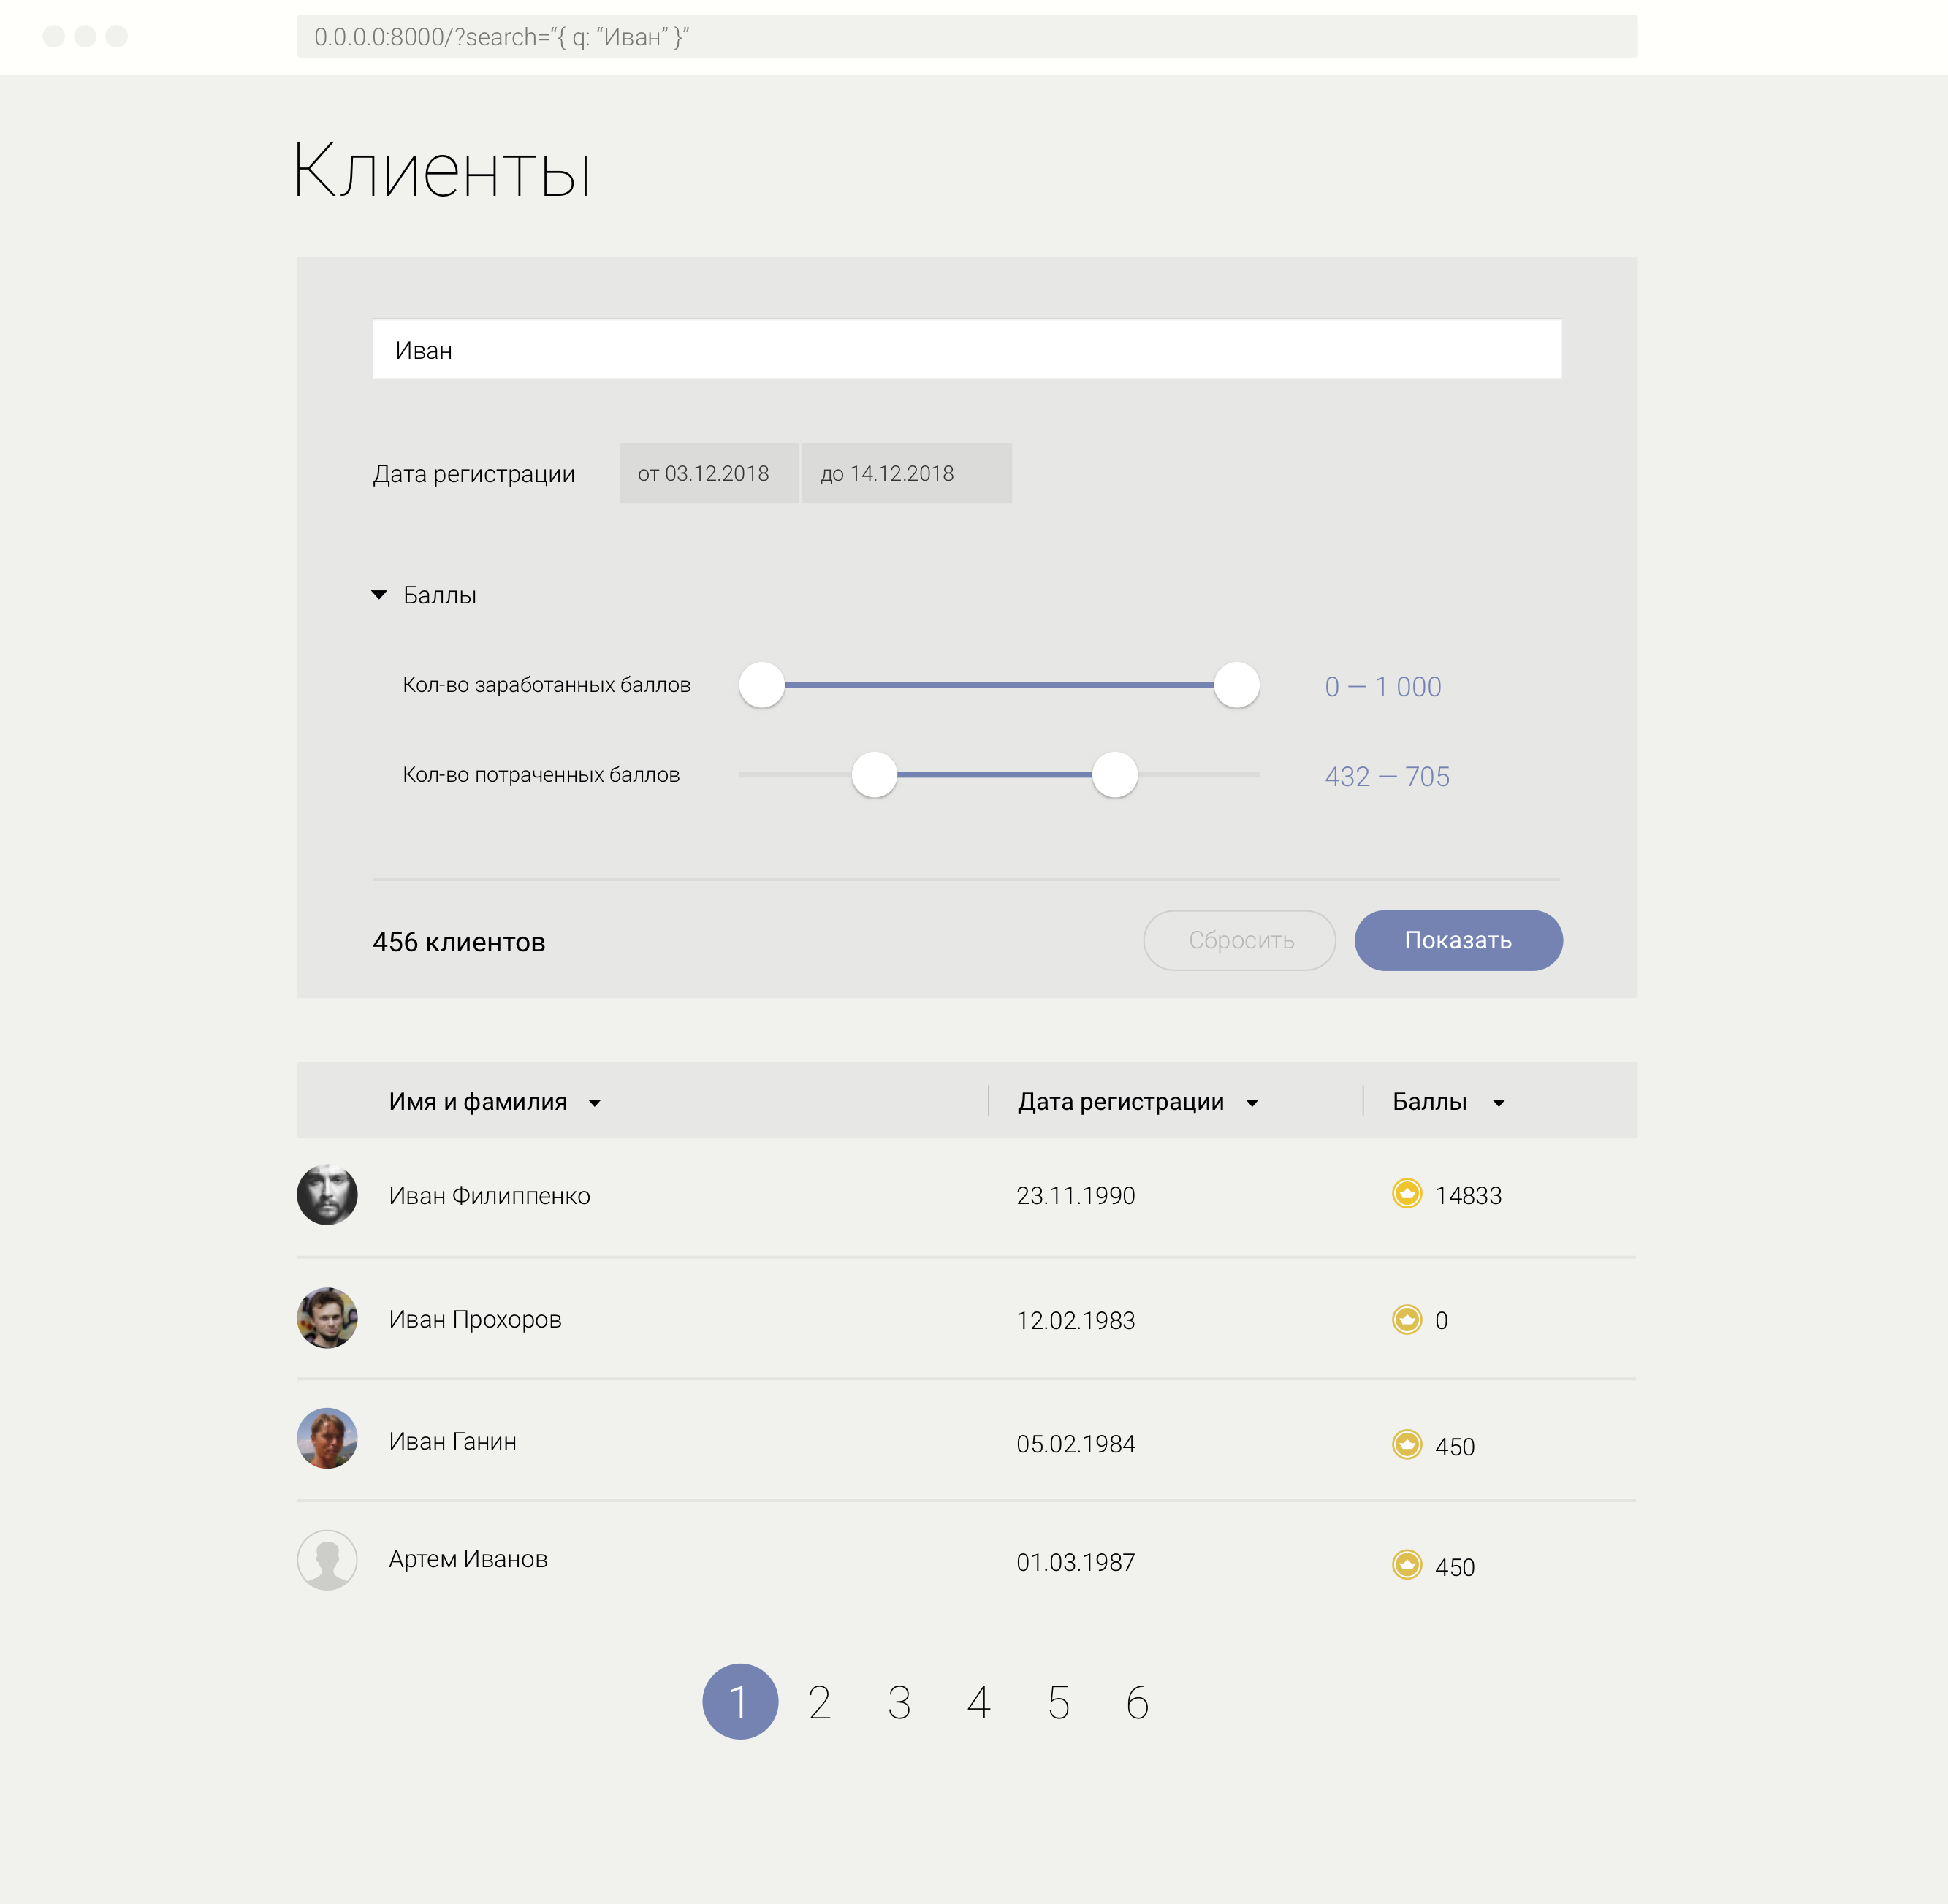 0.0.0.0:8000/?search=“{ q: “Иван” }”
Клиенты
Иван
Дата регистрации от 03.12.2018 до 14.12.2018
Баллы
Кол-во заработанных баллов 0 — 1 000
Кол-во потраченных баллов 432 — 705
456 клиентов Сбросить Показать
Имя и фамилия Дата регистрации Баллы
Иван Филиппенко 23.11.1990 14833
Иван Прохоров 12.02.1983 0
Иван Ганин 05.02.1984 450
Артем Иванов 01.03.1987 450
1 2 3 4 5 6